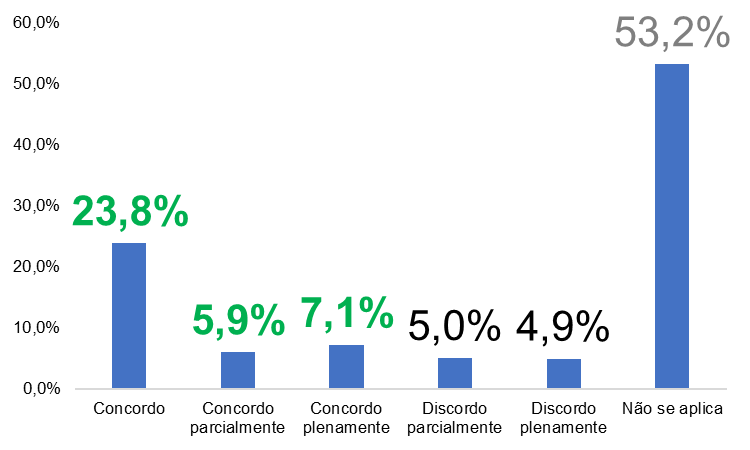 60,0%
50,0%
40,0%
30,0%
20,0%
10,0%
0,0%
53,2%
23,8%
5,9%
7,1%
5,0%
4,9%
Concordo
Concordo
parcialmente
Concordo
plenamente
Discordo
parcialmente
Discordo
plenamente
Não se aplica